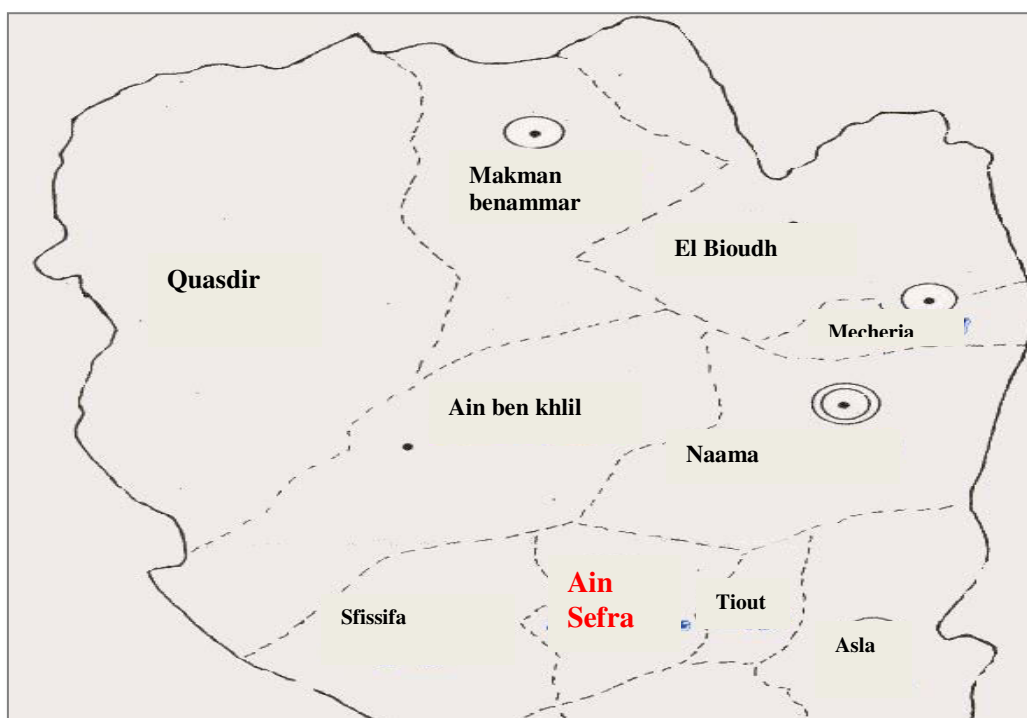 Makman
benammar
El Bioudh
Quasdir
Mecheria
Ain ben khlil
Naama
Ain
Sefra
Tiout
Sfissifa
Asla